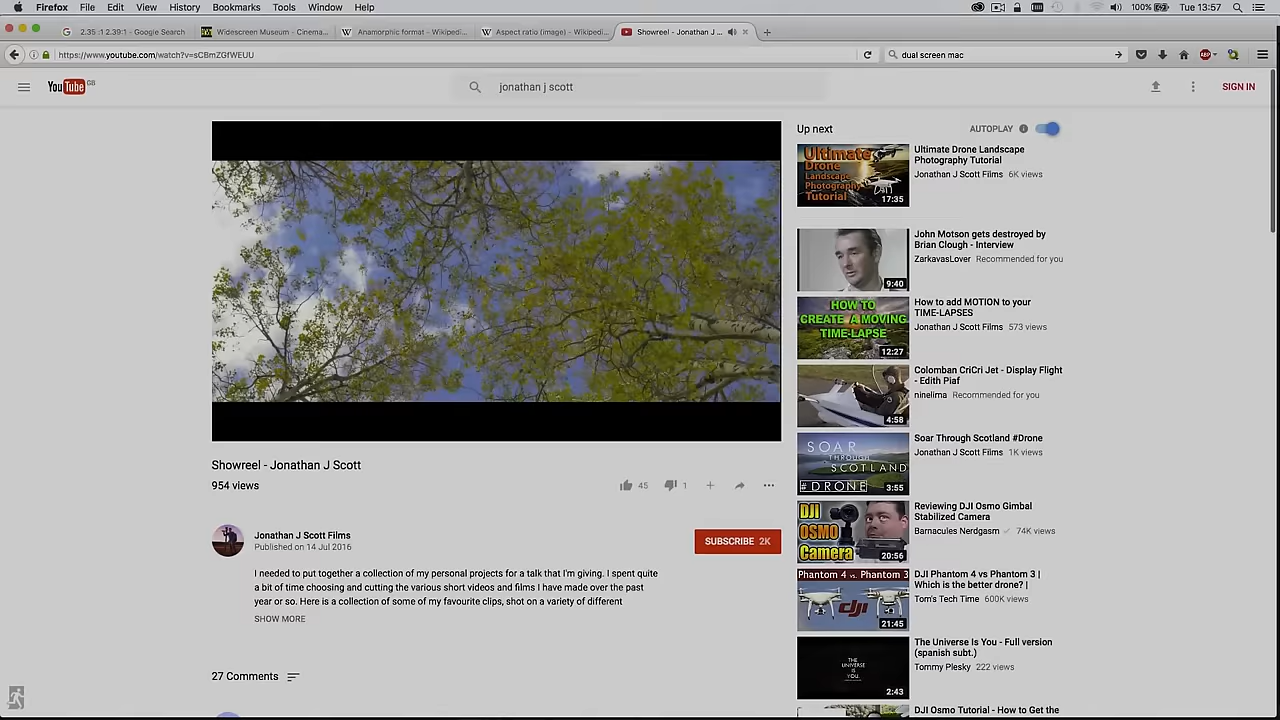 Firefox File Edit View History Bookmarks Tools Window Help 100% Tue 13:57
2.35 :1 2.39:1 - Google Search
Widescreen Museum - Cinema...
Anamorphic format - Wikipedi...
Aspect ratio (image) - Wikipedi...
Showreel - Jonathan J ...
https://www.youtube.com/watch?v=sCBmZGfWEUU
dual screen mac
YouTube GB
jonathan j scott
SIGN IN
Up next
AUTOPLAY
Ultimate
Drone
Landscape
Photography
Tutorial
17:35
Ultimate Drone Landscape
Photography Tutorial
Jonathan J Scott Films 6K views
John Motson gets destroyed by
Brian Clough - Interview
ZarkavasLover Recommended for you
9:40
HOW TO
CREATE A MOVING
TIME-LAPSE
12:27
How to add MOTION to your
TIME-LAPSES
Jonathan J Scott Films 573 views
Colomban CriCri Jet - Display Flight
- Edith Piaf
ninelima Recommended for you
4:58
SOAR
THROUGH
SCOTLAND
#DRONE
3:55
Soar Through Scotland #Drone
Jonathan J Scott Films 1K views
DJI
OSMO
Camera
20:56
Reviewing DJI Osmo Gimbal
Stabilized Camera
Barnacules Nerdgasm 74K views
Phantom 4 vs. Phantom 3
dji
21:45
DJI Phantom 4 vs Phantom 3 |
Which is the better drone? |
Tom's Tech Time 600K views
THE
UNIVERSE
IS
YOU.
2:43
The Universe Is You - Full version
(spanish subt.)
Tommy Plesky 222 views
DJI Osmo Tutorial - How to Get the
Showreel - Jonathan J Scott
954 views
45
1
Jonathan J Scott Films
Published on 14 Jul 2016
SUBSCRIBE 2K
I needed to put together a collection of my personal projects for a talk that I'm giving. I spent quite
a bit of time choosing and cutting the various short videos and films I have made over the past
year or so. Here is a collection of some of my favourite clips, shot on a variety of different
SHOW MORE
27 Comments